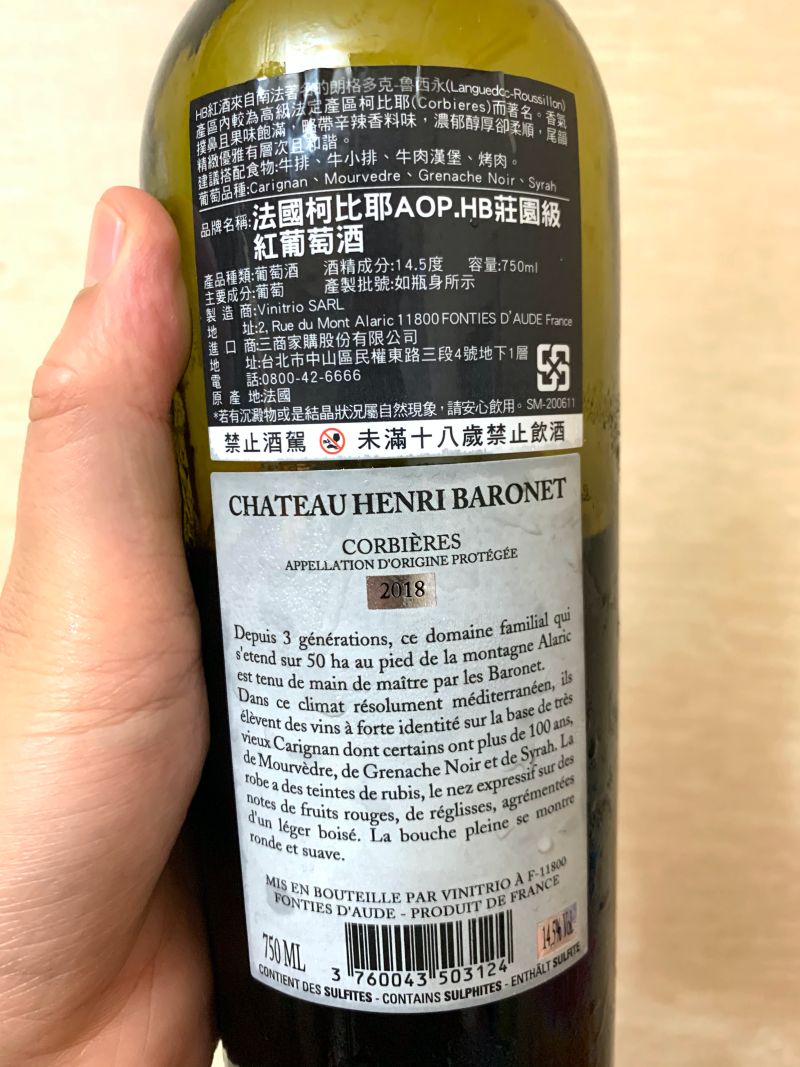 HB紅酒來自南法著名的朗格多克-魯西永(Languedoc-Roussillon)
產區內較為高級法定產區柯比耶(Corbieres)而著名。香氣
撲鼻且果味飽滿，略帶辛辣香料味，濃郁醇厚卻柔順，尾韻
精緻優雅有層次且和諧。
建議搭配食物:牛排、牛小排、牛肉漢堡、烤肉。
葡萄品種:Carignan、Mourvedre、Grenache Noir、Syrah
品牌名稱:法國柯比耶AOP.HB莊園級
紅葡萄酒
產品種類:葡萄酒 酒精成分:14.5度 容量:750ml
主要成分:葡萄 產製批號:如瓶身所示
製造商:Vinitrio SARL
地址:2, Rue du Mont Alaric 11800 FONTIES D'AUDE France
進口商:三商家購股份有限公司
地址:台北市中山區民權東路三段4號地下1層
電話:0800-42-6666
原產地:法國
*若有沉澱物或是結晶狀況屬自然現象，請安心飲用。SM-200611
禁止酒駕 未滿十八歲禁止飲酒
CHATEAU HENRI BARONET
CORBIÈRES
APPELLATION D'ORIGINE PROTÉGÉE
2018
Depuis 3 générations, ce domaine familial qui
s'etend sur 50 ha au pied de la montagne Alaric
est tenu de main de maître par les Baronet.
Dans ce climat résolument méditerranéen, ils
élèvent des vins à forte identité sur la base de très
vieux Carignan dont certains ont plus de 100 ans,
de Mourvèdre, de Grenache Noir et de Syrah. La
robe a des teintes de rubis, le nez expressif sur des
notes de fruits rouges, de réglisses, agrémentées
d'un léger boisé. La bouche pleine se montre
ronde et suave.
MIS EN BOUTEILLE PAR VINITRIO À F-11800
FONTIES D'AUDE - PRODUIT DE FRANCE
750 ML
14.5% Vol.
3 760043 503124
CONTIENT DES SULFITES - CONTAINS SULPHITES - ENTHÄLT SULFITE